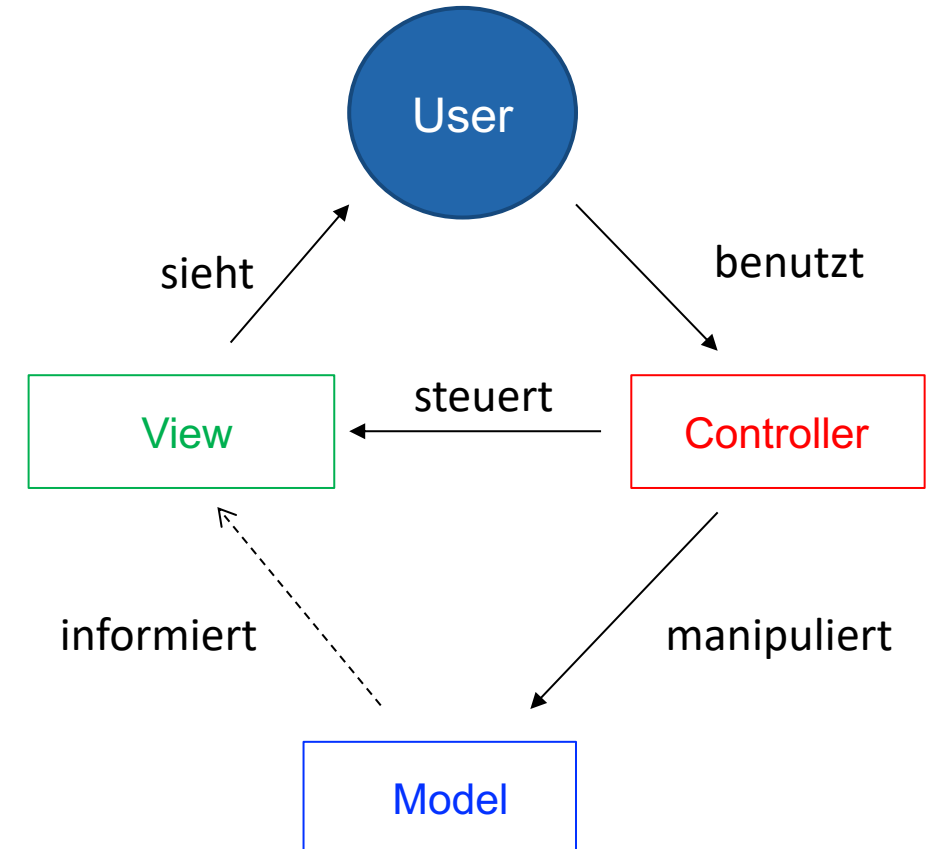 User
sieht
benutzt
steuert
View
Controller
informiert
manipuliert
Model